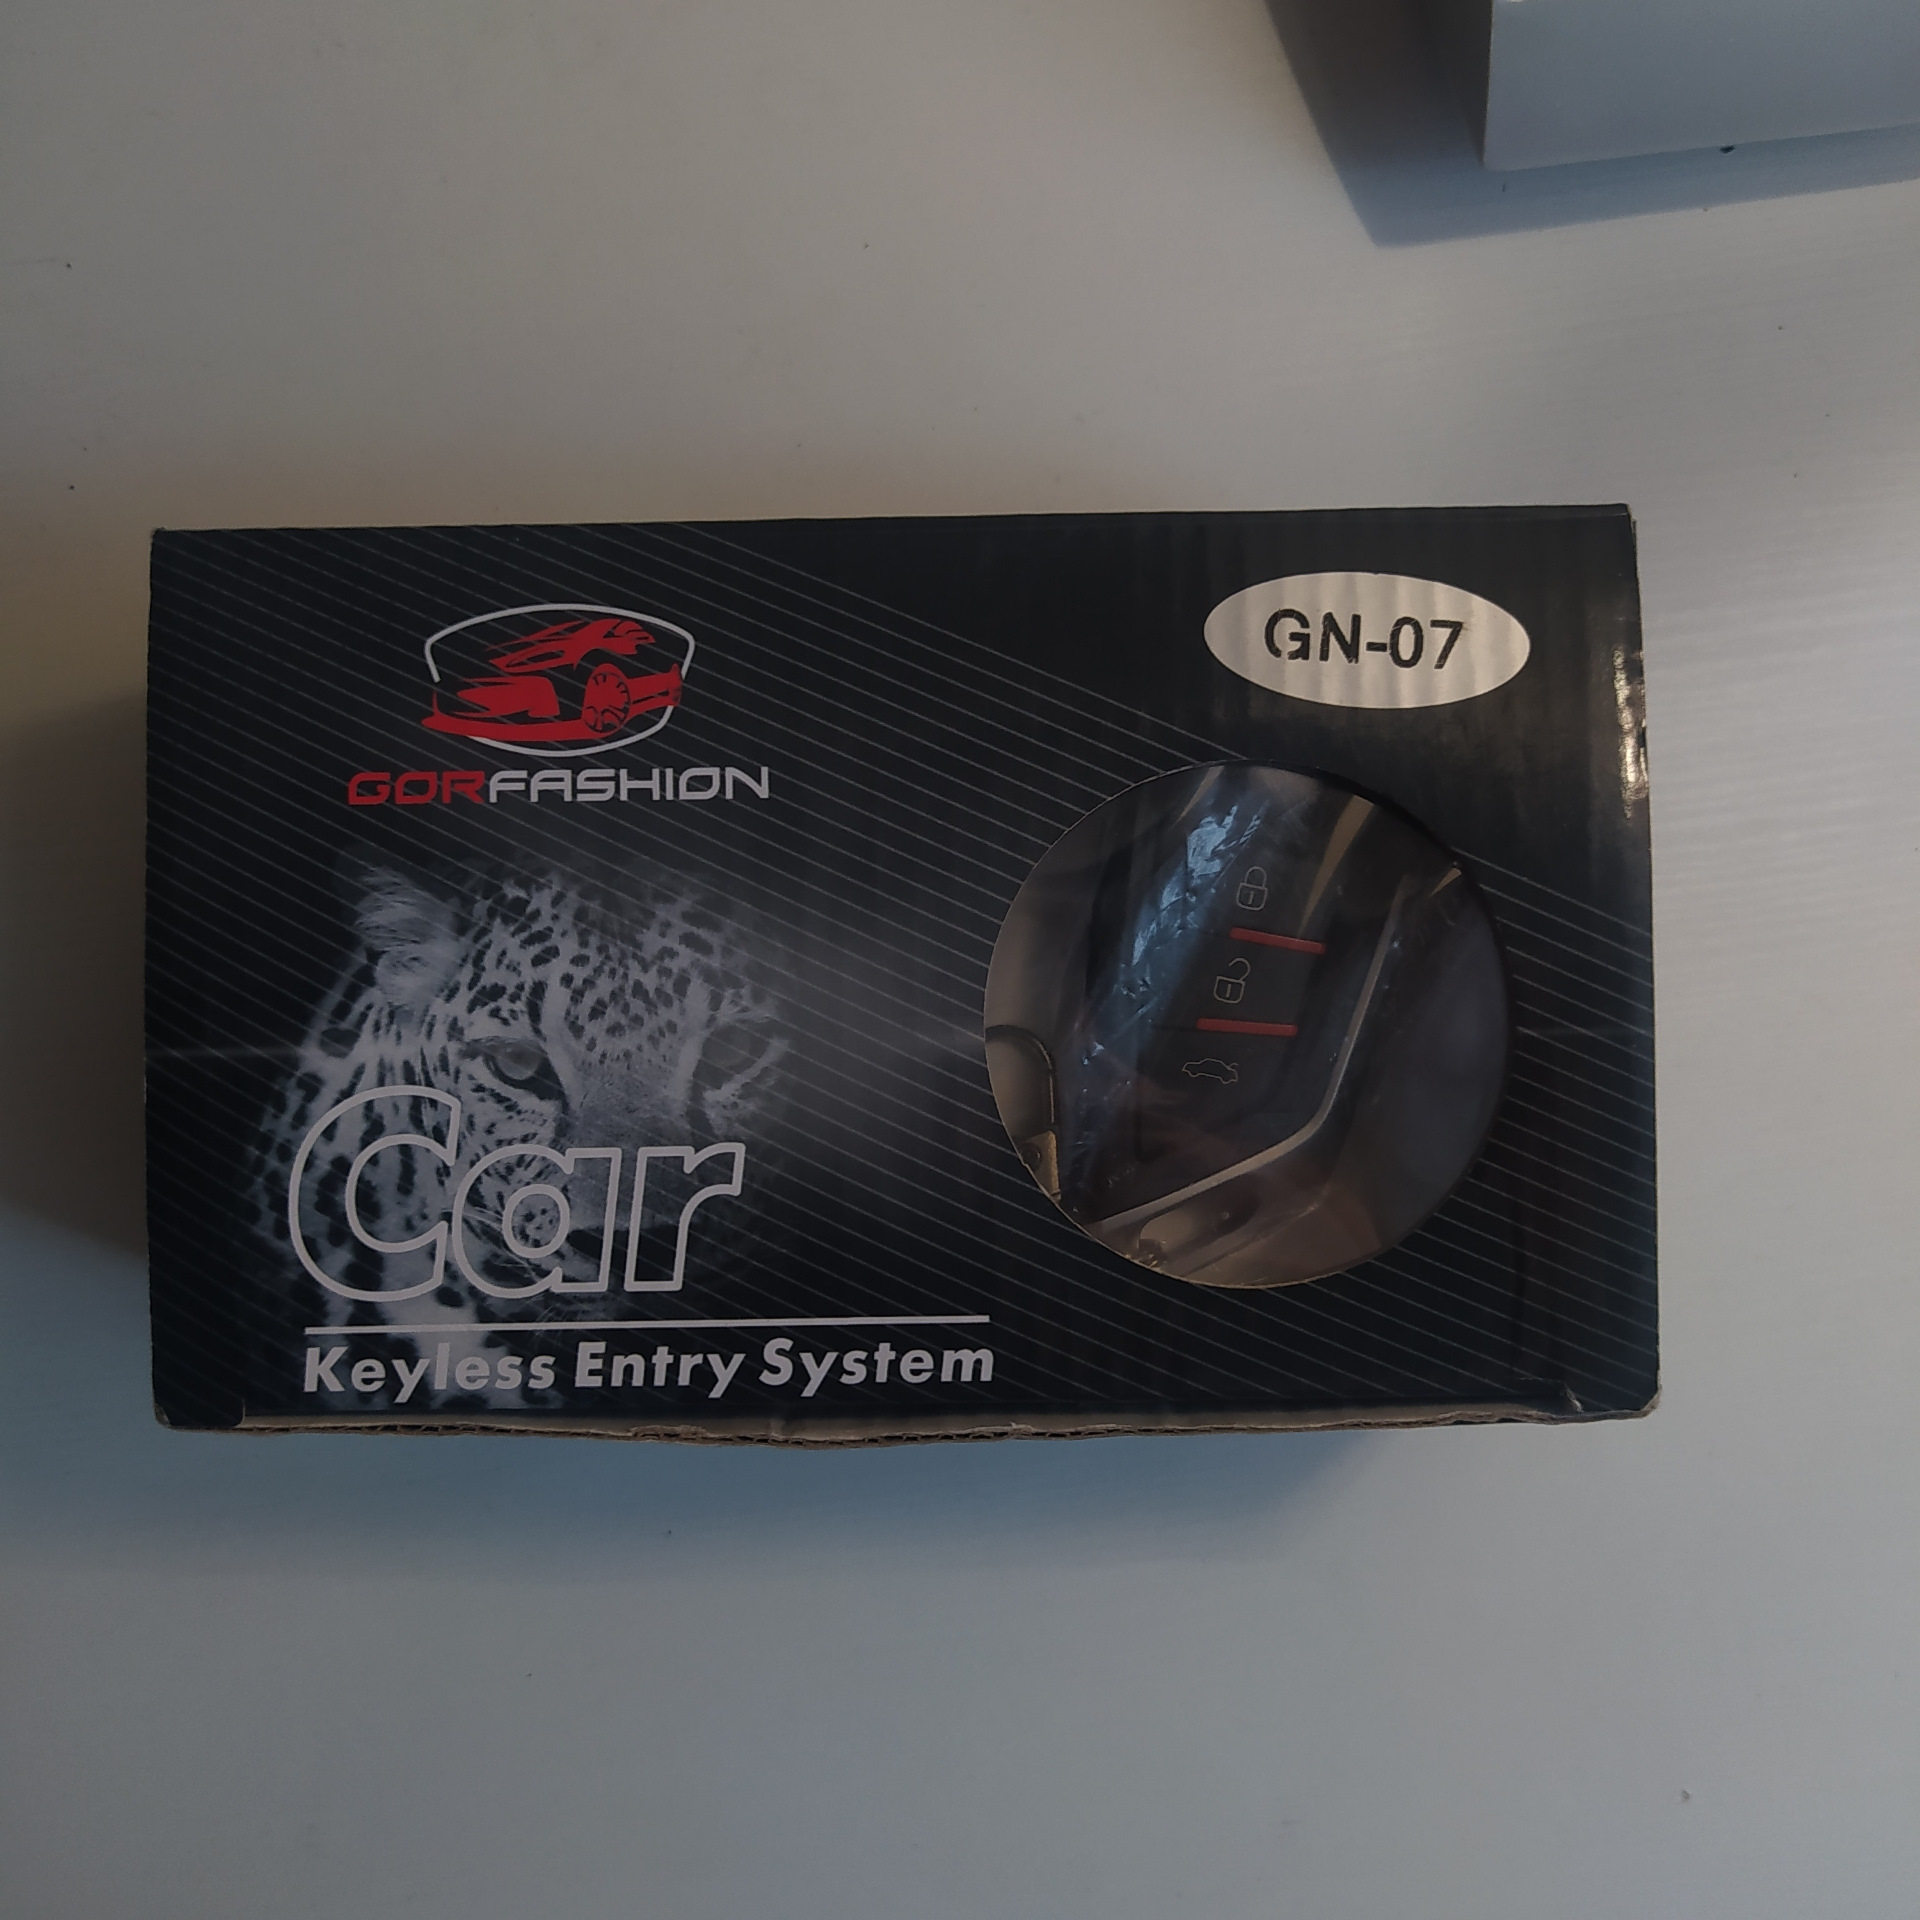 GN-07
GORFASHION
Car
Keyless Entry System